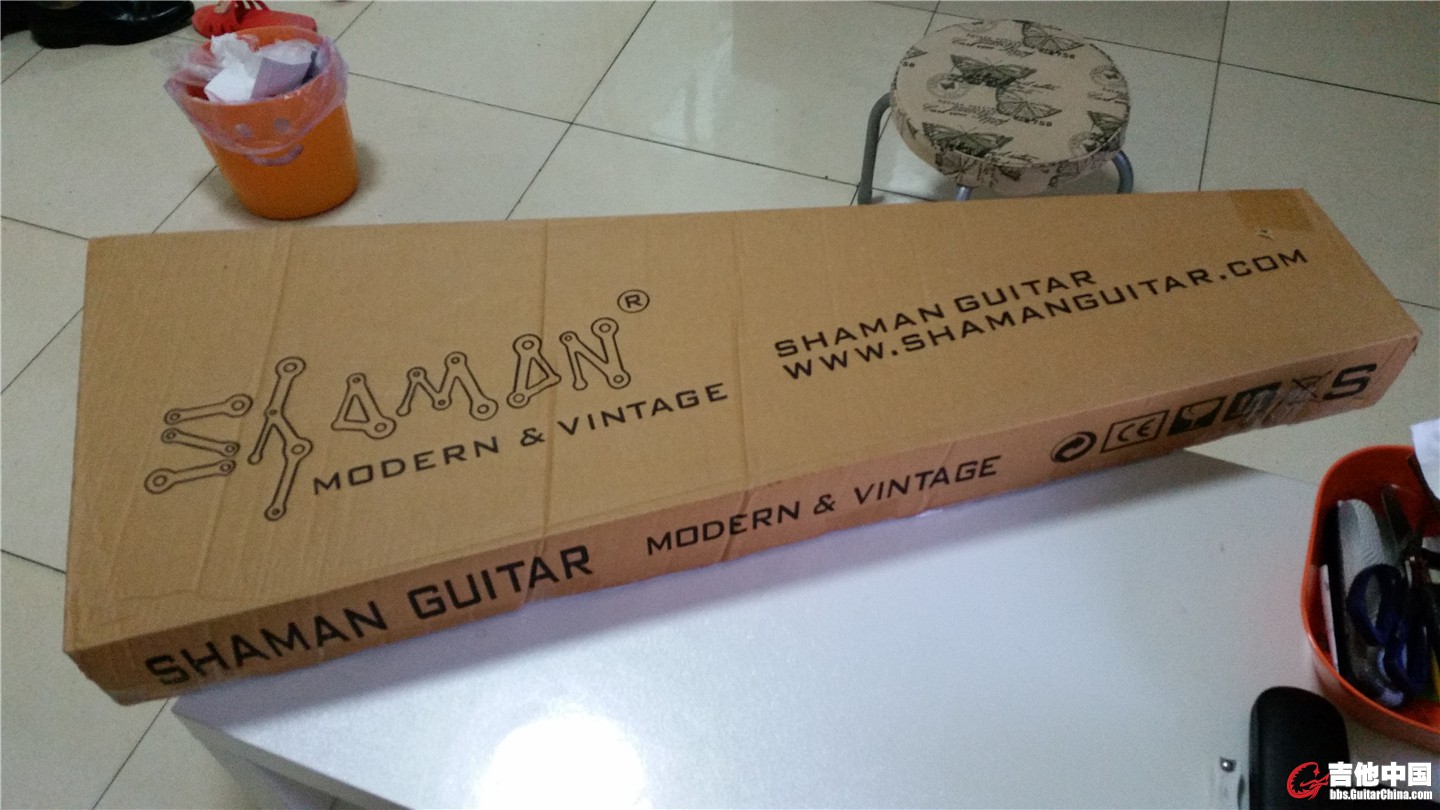 SHAMAN®
MODERN & VINTAGE
SHAMAN GUITAR
WWW.SHAMANGUITAR.COM
SHAMAN GUITAR
MODERN & VINTAGE
CE
S
吉他中国
bbs.GuitarChina.com